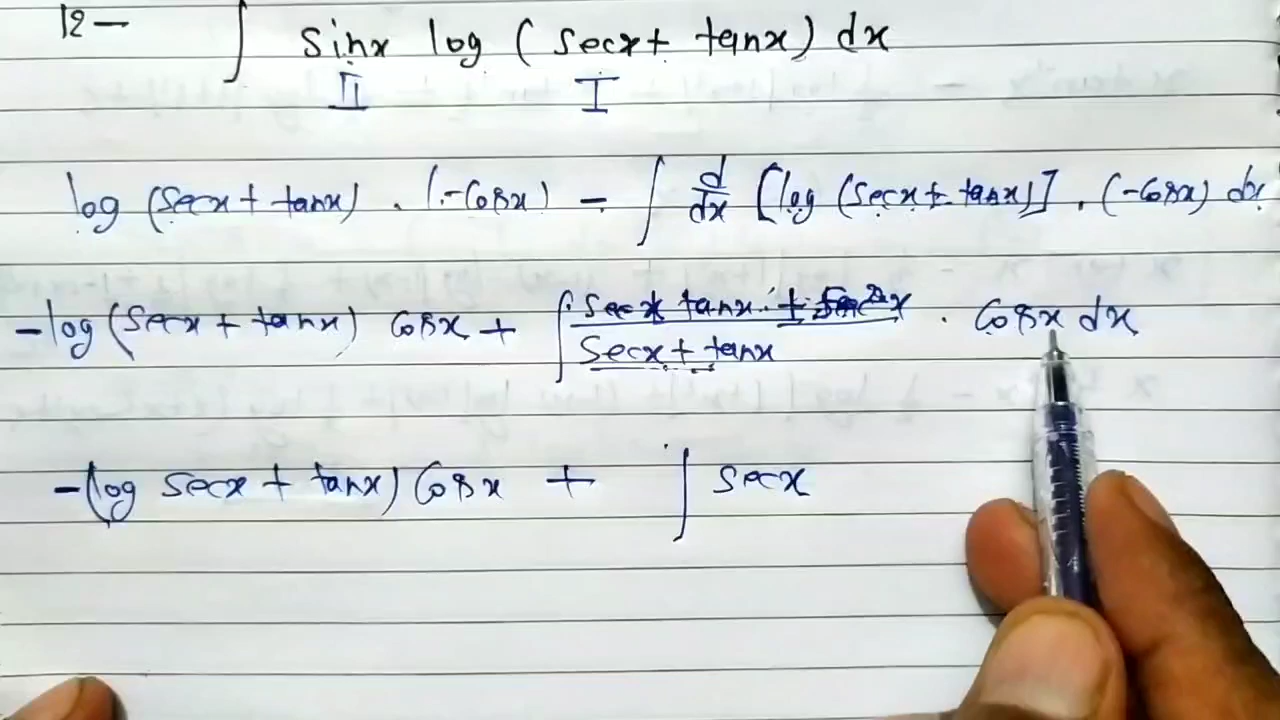 12- ∫ sinx log ( secx + tanx) dx
II I
log (secx + tanx) . (-cosx) - ∫ d/dx [log (secx + tanx)] . (-cosx) dx
-log (secx + tanx) cosx + ∫ secx tanx + sec²x / secx + tanx . cosx dx
-(log secx + tanx) cosx + ∫ secx